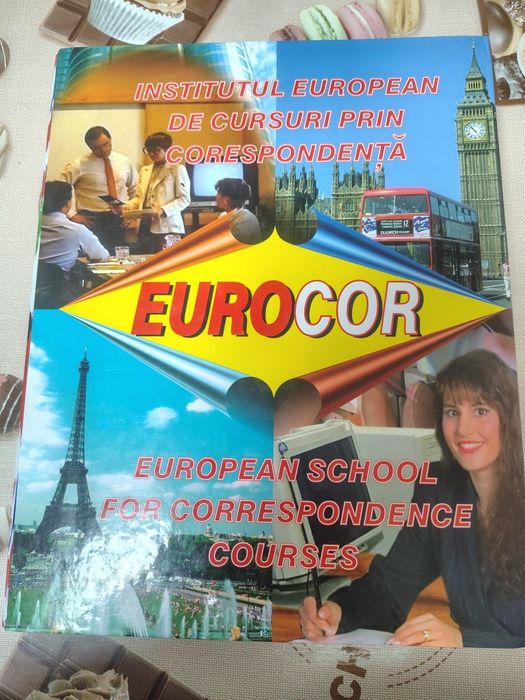 INSTITUTUL EUROPEAN
DE CURSURI PRIN
CORESPONDENȚĂ
EUROCOR
EUROPEAN SCHOOL
FOR CORRESPONDENCE
COURSES